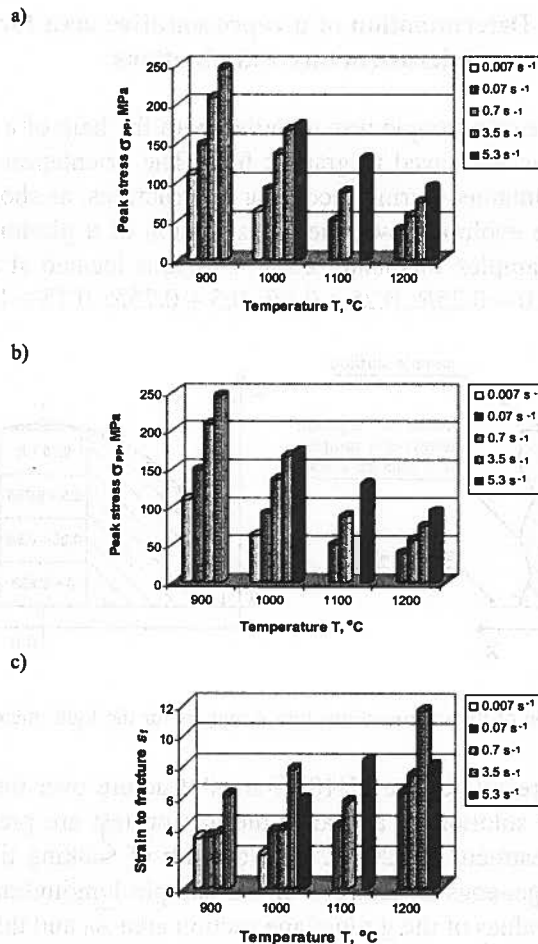 a)
Peak stress σPP, MPa
250
200
150
100
50
0
900 1000 1100 1200
Temperature T, °C
0.007 s-1
0.07 s-1
0.7 s-1
3.5 s-1
5.3 s-1
b)
Peak stress σPP, MPa
250
200
150
100
50
0
900 1000 1100 1200
Temperature T, °C
0.007 s-1
0.07 s-1
0.7 s-1
3.5 s-1
5.3 s-1
c)
Strain to fracture εf
12
10
8
6
4
2
0
900 1000 1100 1200
Temperature T, °C
0.007 s-1
0.07 s-1
0.7 s-1
3.5 s-1
5.3 s-1